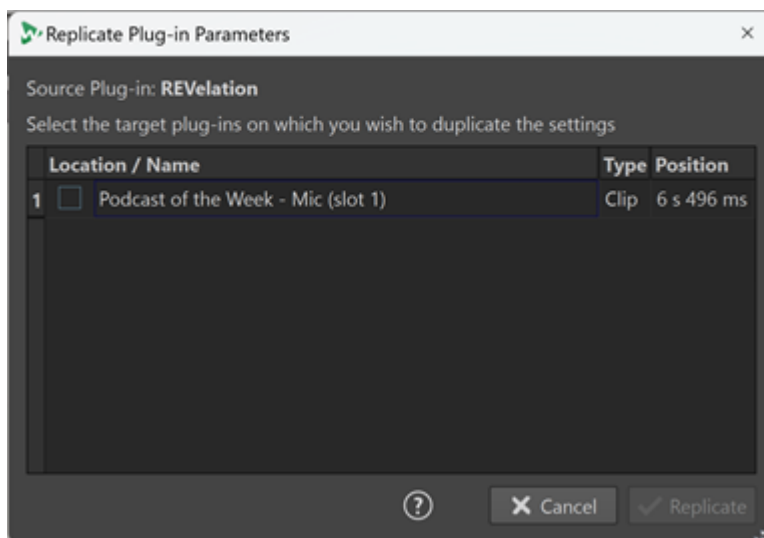 Replicate Plug-in Parameters
Source Plug-in: REVelation
Select the target plug-ins on which you wish to duplicate the settings
Location / Name Type Position
1 Podcast of the Week - Mic (slot 1) Clip 6 s 496 ms
? Cancel Replicate